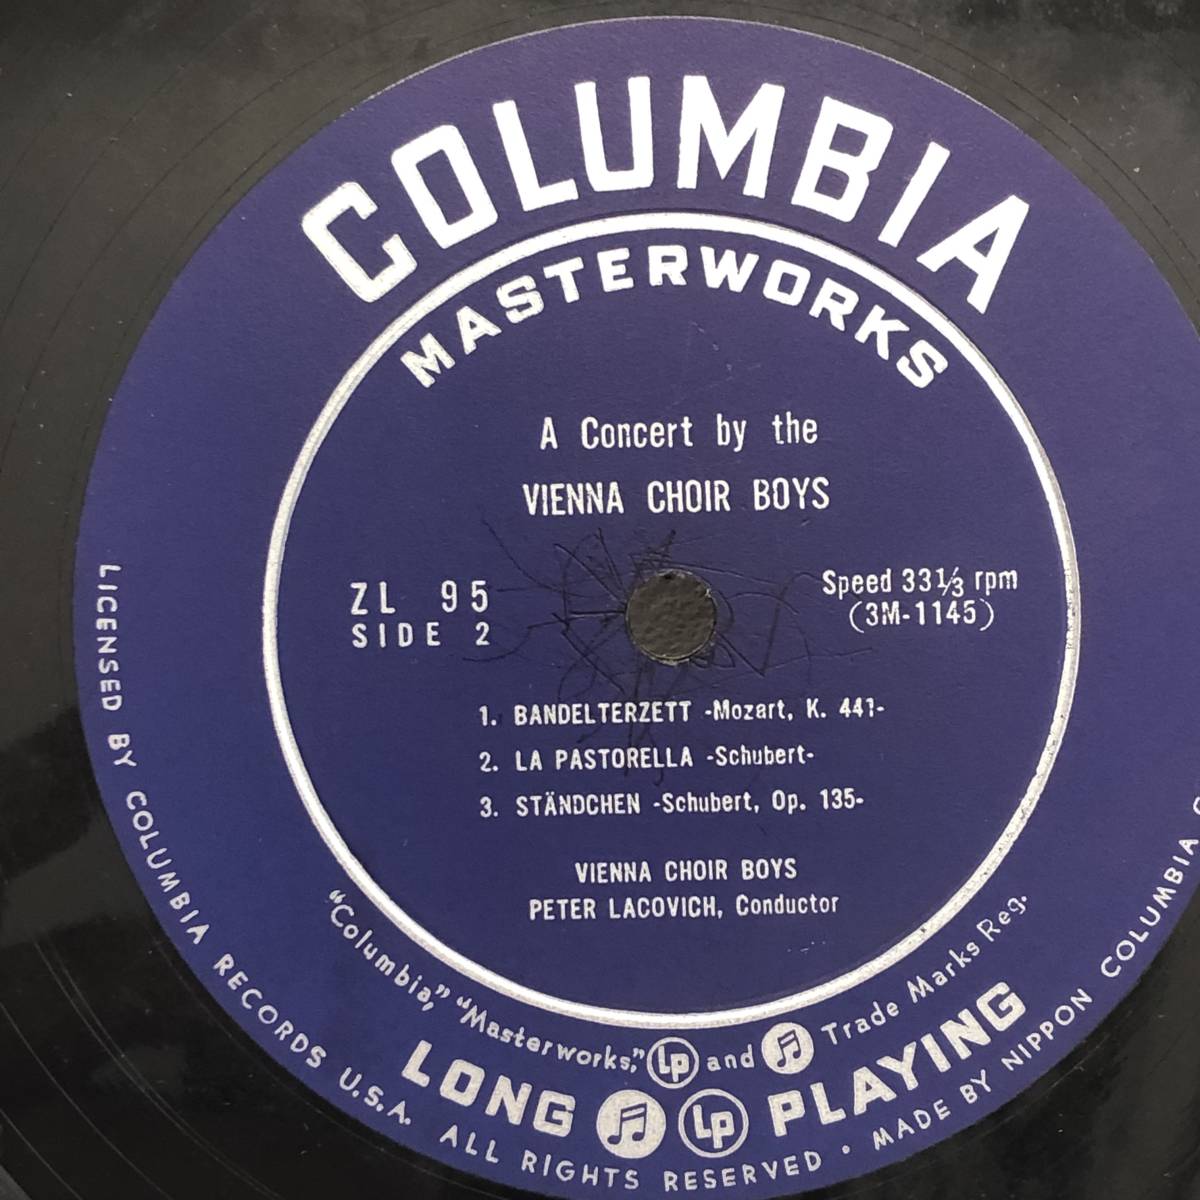 COLUMBIA
MASTERWORKS
A Concert by the
VIENNA CHOIR BOYS
ZL 95
SIDE 2
Speed 33⅓ rpm
(3M-1145)
1. BANDELTERZETT -Mozart, K. 441-
2. LA PASTORELLA -Schubert-
3. STÄNDCHEN -Schubert, Op. 135-
VIENNA CHOIR BOYS
PETER LACOVICH, Conductor
"Columbia," "Masterworks," Lp and Trade Marks Reg.
LONG Lp PLAYING
LICENSED BY COLUMBIA RECORDS U.S.A. ALL RIGHTS RESERVED • MADE BY NIPPON COLUMBIA